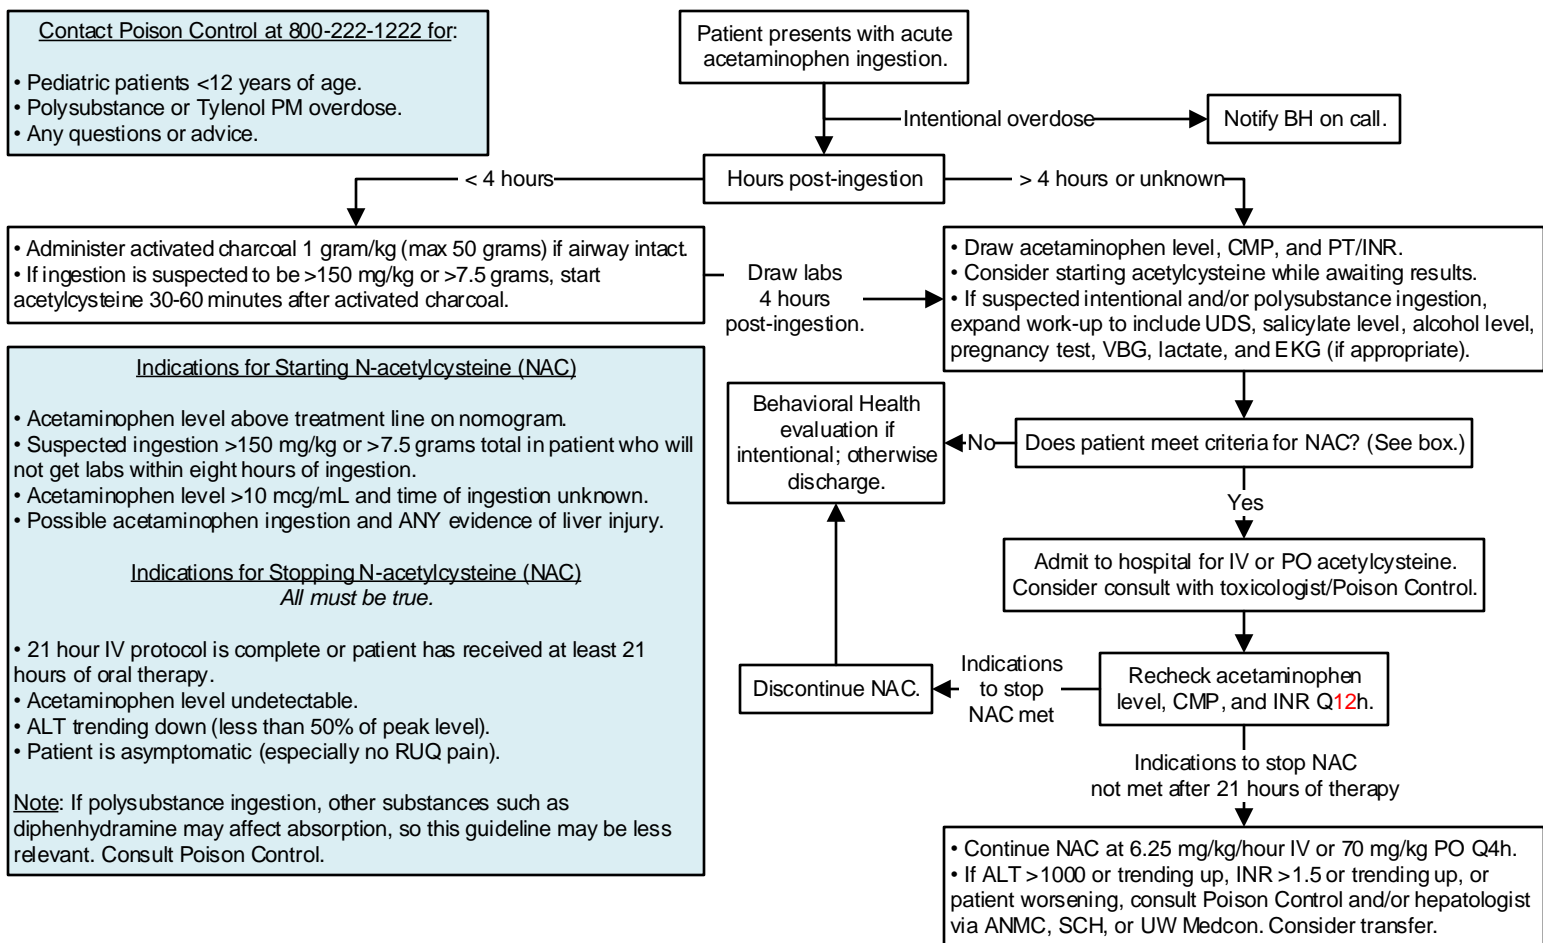 Contact Poison Control at 800-222-1222 for:
• Pediatric patients <12 years of age.
• Polysubstance or Tylenol PM overdose.
• Any questions or advice.
Patient presents with acute
acetaminophen ingestion.
Intentional overdose
Notify BH on call.
Hours post-ingestion
< 4 hours
> 4 hours or unknown
• Administer activated charcoal 1 gram/kg (max 50 grams) if airway intact.
• If ingestion is suspected to be >150 mg/kg or >7.5 grams, start
acetylcysteine 30-60 minutes after activated charcoal.
Draw labs
4 hours
post-ingestion.
• Draw acetaminophen level, CMP, and PT/INR.
• Consider starting acetylcysteine while awaiting results.
• If suspected intentional and/or polysubstance ingestion,
expand work-up to include UDS, salicylate level, alcohol level,
pregnancy test, VBG, lactate, and EKG (if appropriate).
Indications for Starting N-acetylcysteine (NAC)
• Acetaminophen level above treatment line on nomogram.
• Suspected ingestion >150 mg/kg or >7.5 grams total in patient who will
not get labs within eight hours of ingestion.
• Acetaminophen level >10 mcg/mL and time of ingestion unknown.
• Possible acetaminophen ingestion and ANY evidence of liver injury.
Indications for Stopping N-acetylcysteine (NAC)
All must be true.
• 21 hour IV protocol is complete or patient has received at least 21
hours of oral therapy.
• Acetaminophen level undetectable.
• ALT trending down (less than 50% of peak level).
• Patient is asymptomatic (especially no RUQ pain).
Note: If polysubstance ingestion, other substances such as
diphenhydramine may affect absorption, so this guideline may be less
relevant. Consult Poison Control.
Behavioral Health
evaluation if
intentional; otherwise
discharge.
No
Does patient meet criteria for NAC? (See box.)
Yes
Admit to hospital for IV or PO acetylcysteine.
Consider consult with toxicologist/Poison Control.
Discontinue NAC.
Indications
to stop
NAC met
Recheck acetaminophen
level, CMP, and INR Q12h.
Indications to stop NAC
not met after 21 hours of therapy
• Continue NAC at 6.25 mg/kg/hour IV or 70 mg/kg PO Q4h.
• If ALT >1000 or trending up, INR >1.5 or trending up, or
patient worsening, consult Poison Control and/or hepatologist
via ANMC, SCH, or UW Medcon. Consider transfer.